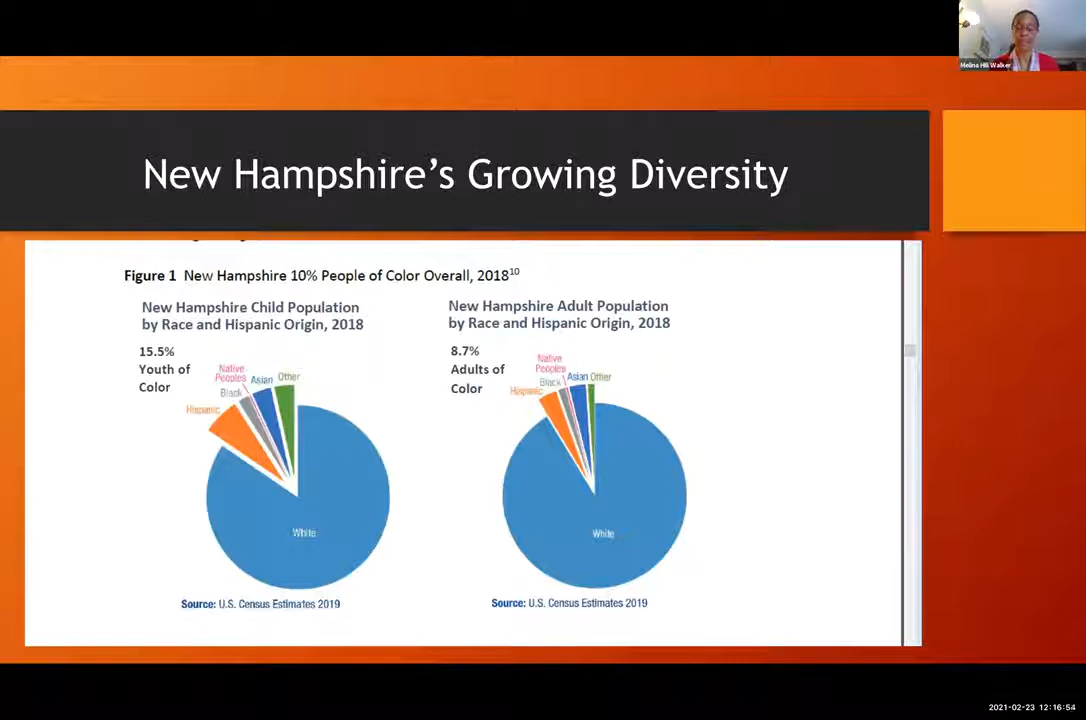 Melina Hill Walker
New Hampshire's Growing Diversity
Figure 1 New Hampshire 10% People of Color Overall, 2018¹⁰
New Hampshire Child Population
by Race and Hispanic Origin, 2018
15.5%
Youth of
Color
Native
Peoples
Asian
Other
Black
Hispanic
White
Source: U.S. Census Estimates 2019
New Hampshire Adult Population
by Race and Hispanic Origin, 2018
8.7%
Adults of
Color
Native
Peoples
Asian
Other
Black
Hispanic
White
Source: U.S. Census Estimates 2019
2021-02-23 12:16:54